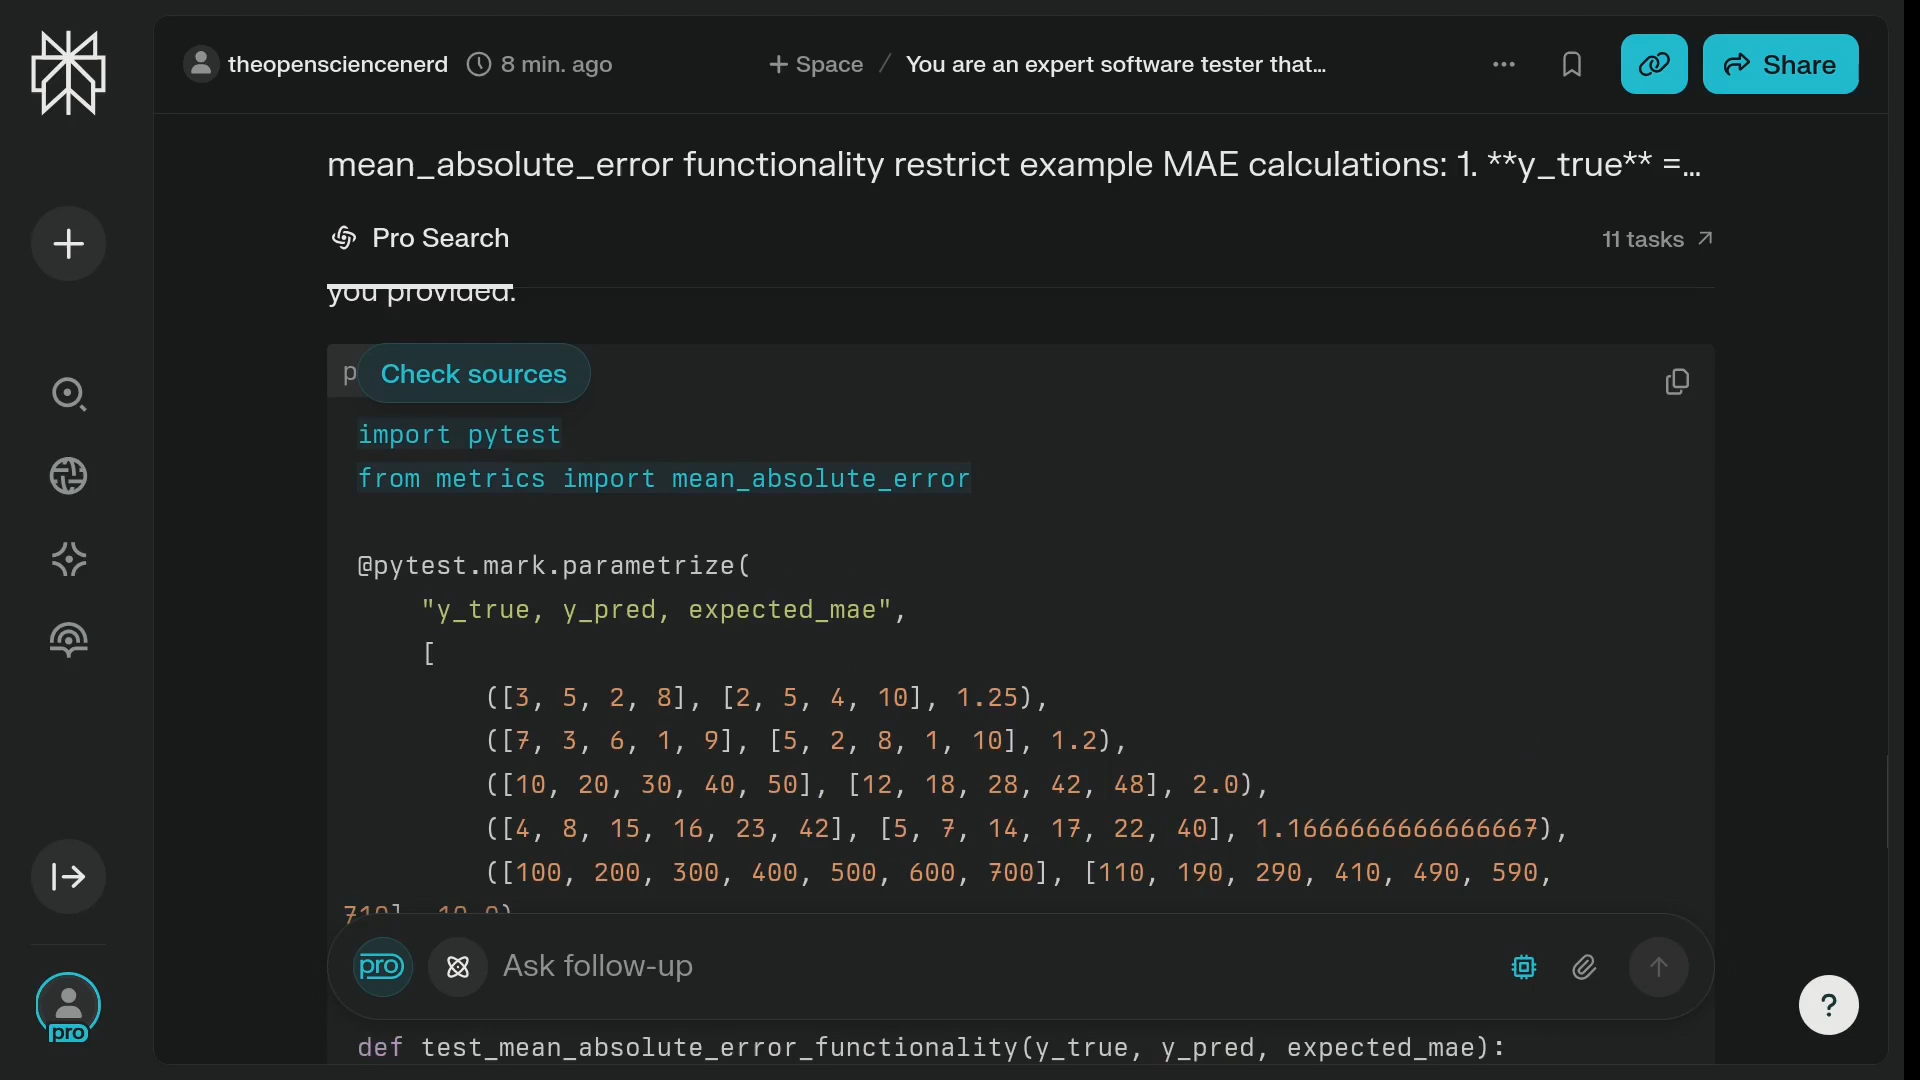 theopensciencenerd 8 min. ago + Space / You are an expert software tester that... Share
mean_absolute_error functionality restrict example MAE calculations: 1. **y_true** =...
Pro Search 11 tasks
you provided.
p Check sources
import pytest
from metrics import mean_absolute_error
@pytest.mark.parametrize(
"y_true, y_pred, expected_mae",
[
([3, 5, 2, 8], [2, 5, 4, 10], 1.25),
([7, 3, 6, 1, 9], [5, 2, 8, 1, 10], 1.2),
([10, 20, 30, 40, 50], [12, 18, 28, 42, 48], 2.0),
([4, 8, 15, 16, 23, 42], [5, 7, 14, 17, 22, 40], 1.1666666666666667),
([100, 200, 300, 400, 500, 600, 700], [110, 190, 290, 410, 490, 590,
710], 10.0)
pro Ask follow-up
?
pro
def test_mean_absolute_error_functionality(y_true, y_pred, expected_mae):